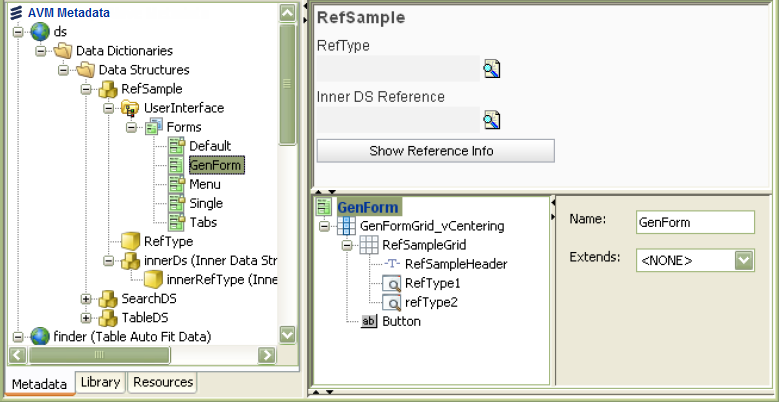 AVM Metadata
ds
Data Dictionaries
Data Structures
RefSample
UserInterface
Forms
Default
GenForm
Menu
Single
Tabs
RefType
innerDs (Inner Data Str
innerRefType (Inne
SearchDS
TableDS
finder (Table Auto Fit Data)
Metadata
Library
Resources
RefSample
RefType
Inner DS Reference
Show Reference Info
GenForm
GenFormGrid_vCentering
RefSampleGrid
-T- RefSampleHeader
RefType1
refType2
ab Button
Name: GenForm
Extends: <NONE>